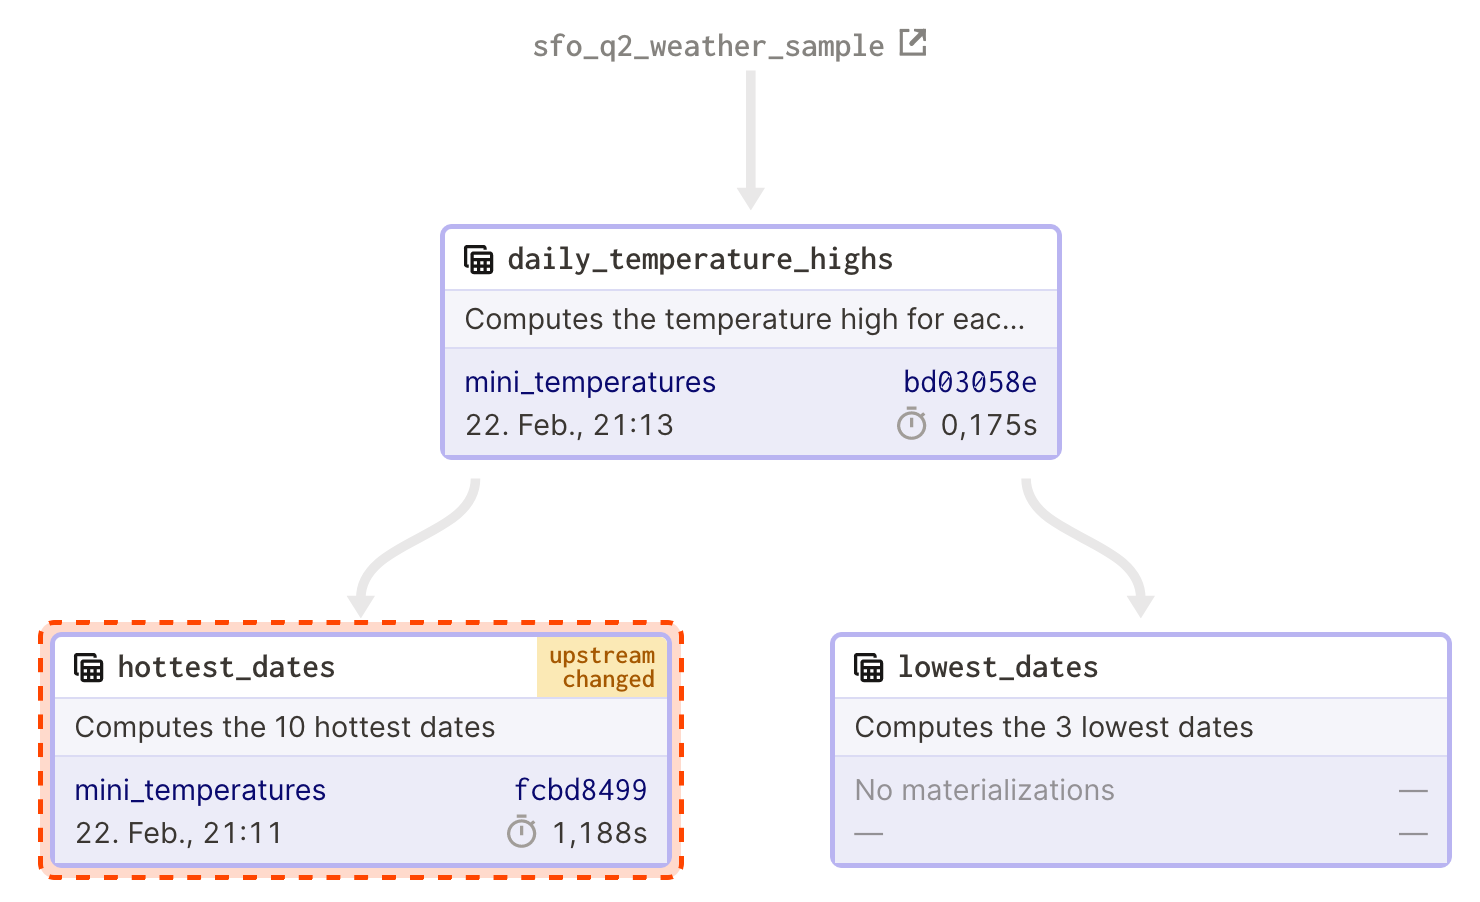 sfo_q2_weather_sample
daily_temperature_highs
Computes the temperature high for eac...
mini_temperatures bd03058e
22. Feb., 21:13 0,175s
hottest_dates
upstream
changed
Computes the 10 hottest dates
mini_temperatures fcbd8499
22. Feb., 21:11 1,188s
lowest_dates
Computes the 3 lowest dates
No materializations —
— —